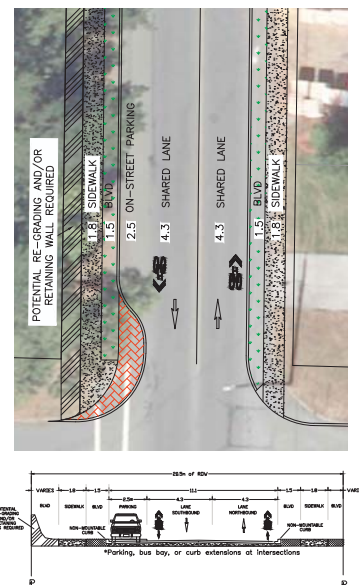 POTENTIAL RE-GRADING AND/OR
RETAINING WALL REQUIRED
1.8 SIDEWALK
1.5 BLVD
2.5 ON-STREET PARKING
4.3 SHARED LANE
4.3 SHARED LANE
1.5 BLVD
1.8 SIDEWALK
of ROW
VARIES 1.8 1.5 11.1 1.5 1.8 VARIES
2.5m 4.3 4.3
BLVD SIDEWALK BLVD PARKING LANE SOUTHBOUND LANE NORTHBOUND BLVD SIDEWALK BLVD
NON-MOUNTABLE
CURB
NON-MOUNTABLE
CURB
*Parking, bus bay, or curb extensions at intersections